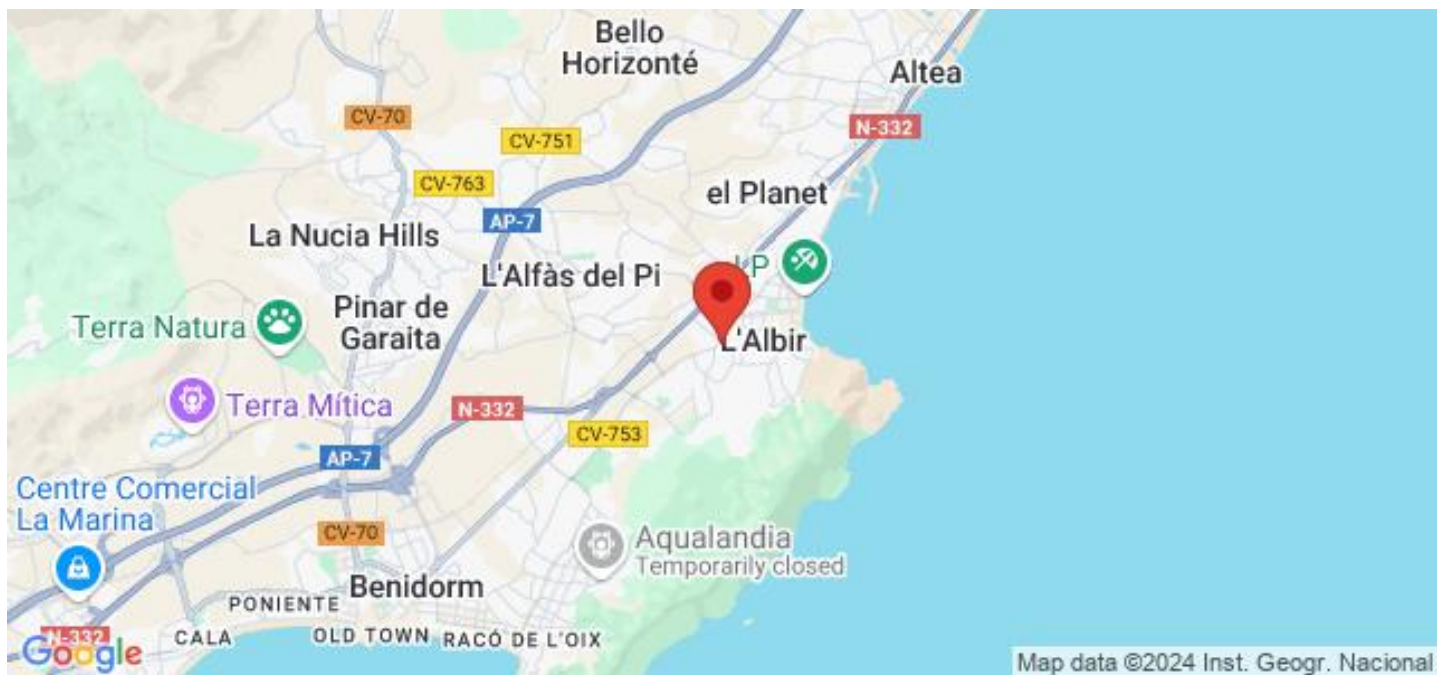 Bello
Horizonté
Altea
CV-70
N-332
CV-751
CV-763
el Planet
AP-7
La Nucia Hills
L'Alfàs del Pi
Pinar de
Garaita
Terra Natura
L'Albir
Terra Mítica
N-332
CV-753
AP-7
Centre Comercial
La Marina
CV-70
Aqualandia
Temporarily closed
Benidorm
PONIENTE
N-332
CALA
OLD TOWN
RACÓ DE L'OIX
Google
Map data ©2024 Inst. Geogr. Nacional